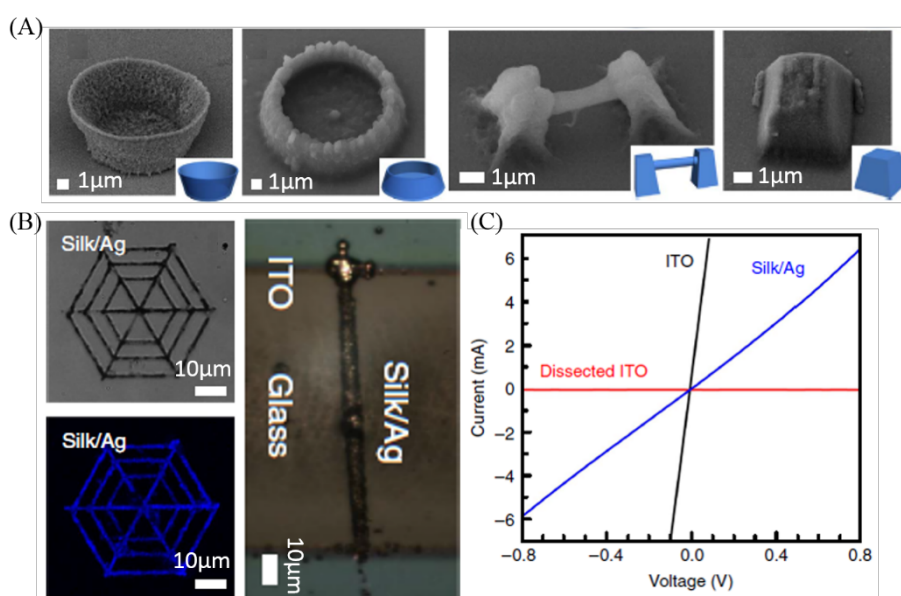 (A)
1μm
1μm
1μm
1μm
(B)
Silk/Ag
10μm
Silk/Ag
10μm
ITO
Glass
Silk/Ag
10μm
(C)
ITO
Silk/Ag
Dissected ITO
Current (mA)
6
4
2
0
−2
−4
−6
−0.8
−0.4
0.0
0.4
0.8
Voltage (V)